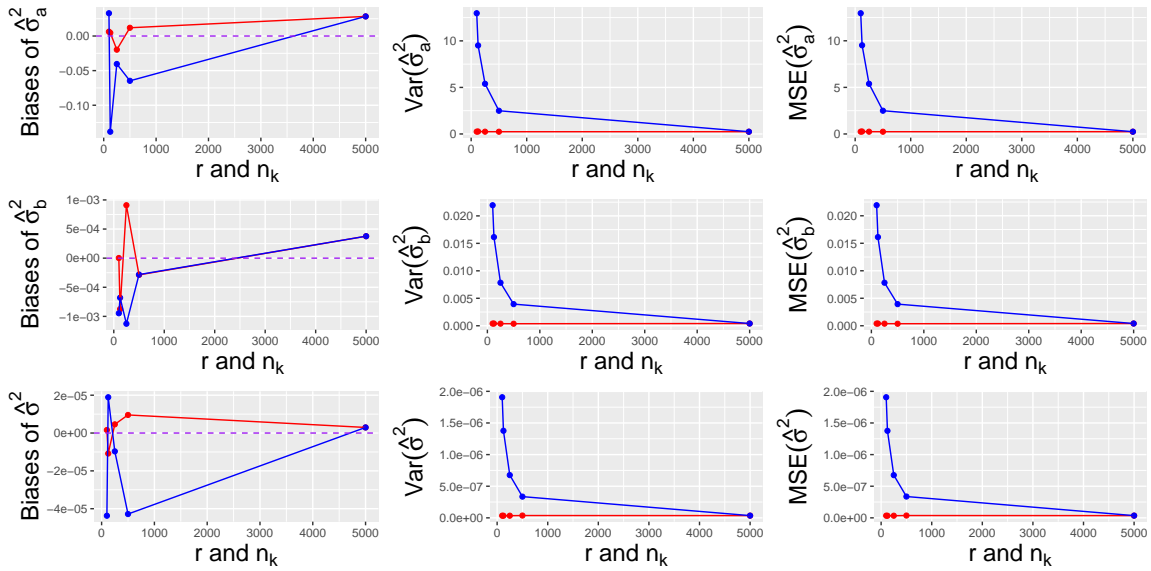 Biases of σ̂²ₐ
0.00
−0.05
−0.10
0 1000 2000 3000 4000 5000
r and nₖ
Var(σ̂²ₐ)
10
5
0
0 1000 2000 3000 4000 5000
r and nₖ
MSE(σ̂²ₐ)
10
5
0
0 1000 2000 3000 4000 5000
r and nₖ
Biases of σ̂²_b
1e−03
5e−04
0e+00
−5e−04
−1e−03
0 1000 2000 3000 4000 5000
r and nₖ
Var(σ̂²_b)
0.020
0.015
0.010
0.005
0.000
0 1000 2000 3000 4000 5000
r and nₖ
MSE(σ̂²_b)
0.020
0.015
0.010
0.005
0.000
0 1000 2000 3000 4000 5000
r and nₖ
Biases of σ̂²
2e−05
0e+00
−2e−05
−4e−05
0 1000 2000 3000 4000 5000
r and nₖ
Var(σ̂²)
2.0e−06
1.5e−06
1.0e−06
5.0e−07
0.0e+00
0 1000 2000 3000 4000 5000
r and nₖ
MSE(σ̂²)
2.0e−06
1.5e−06
1.0e−06
5.0e−07
0.0e+00
0 1000 2000 3000 4000 5000
r and nₖ